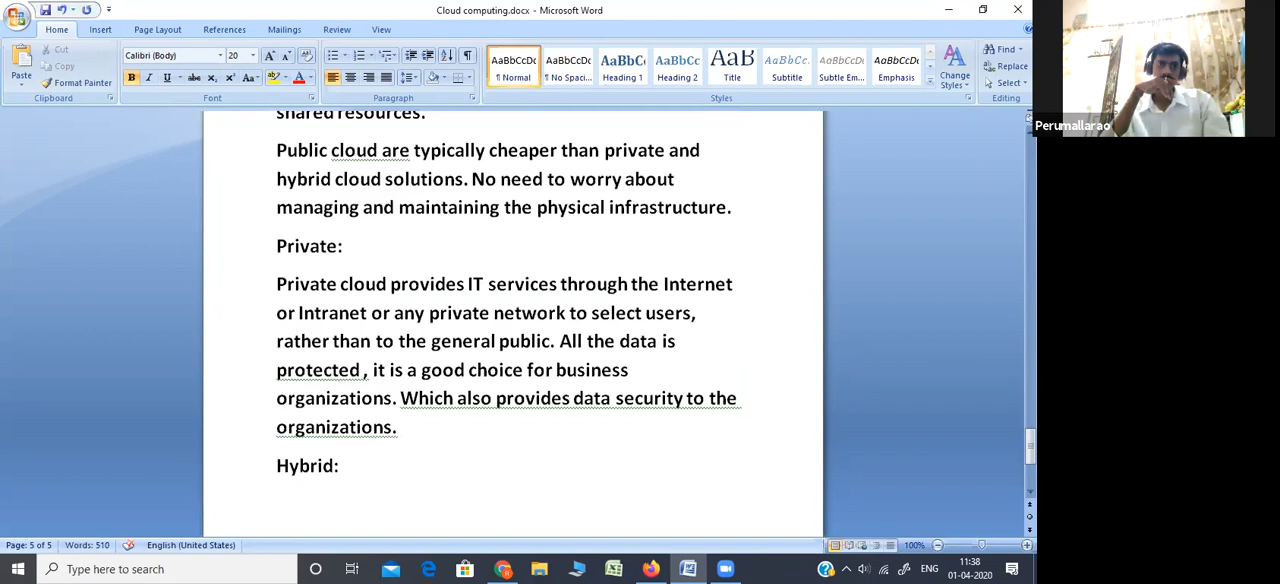 Cloud computing.docx - Microsoft Word
Home Insert Page Layout References Mailings Review View
Paste
Cut
Copy
Format Painter
Clipboard
Calibri (Body) 20
Font
Paragraph
AaBbCcDc AaBbCcDc AaBbC AaBbCc AaB AaBbCc. AaBbCcDc AaBbCcDc
¶ Normal ¶ No Spaci... Heading 1 Heading 2 Title Subtitle Subtle Em... Emphasis
Change
Styles
Styles
Find
Replace
Select
Editing
shared resources.
Public cloud are typically cheaper than private and
hybrid cloud solutions. No need to worry about
managing and maintaining the physical infrastructure.
Private:
Private cloud provides IT services through the Internet
or Intranet or any private network to select users,
rather than to the general public. All the data is
protected , it is a good choice for business
organizations. Which also provides data security to the
organizations.
Hybrid:
Perumallarao
Page: 5 of 5 Words: 510 English (United States) 100%
Type here to search
ENG
11:38
01-04-2020